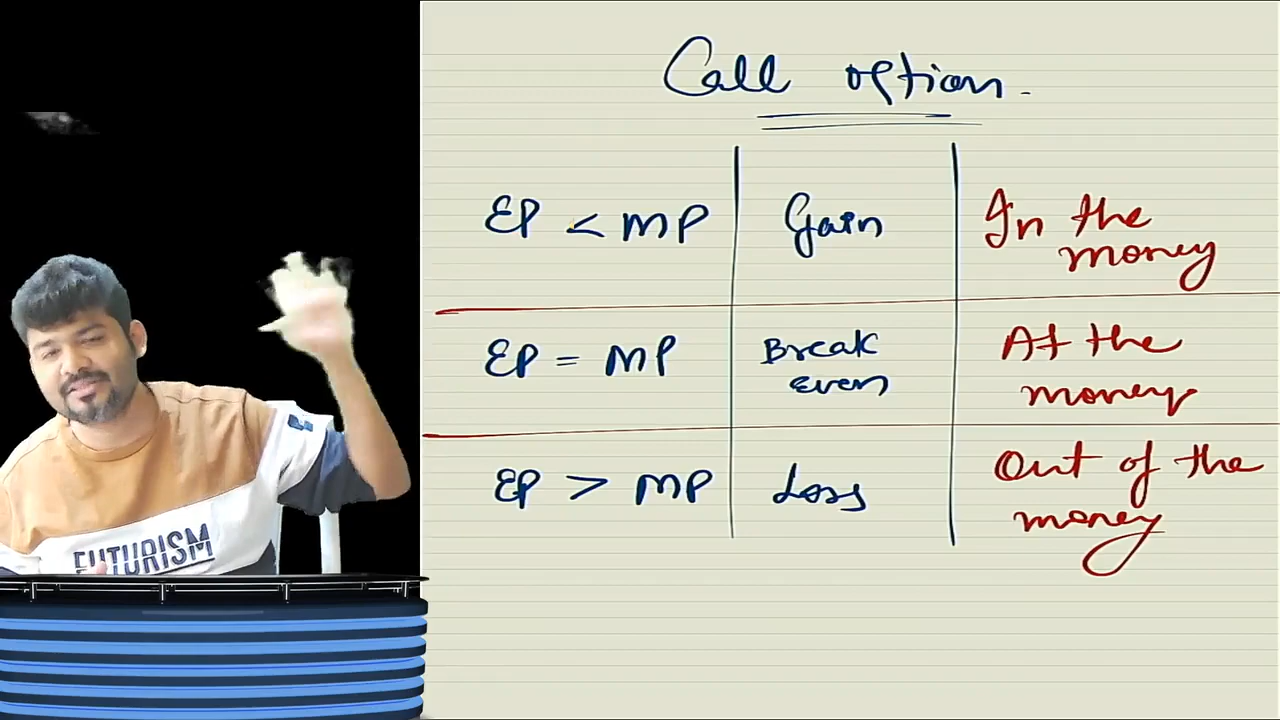 Call option.
EP < MP
Gain
In the
money
EP = MP
Break
even
At the
money
EP > MP
Loss
Out of the
money
FUTURISM